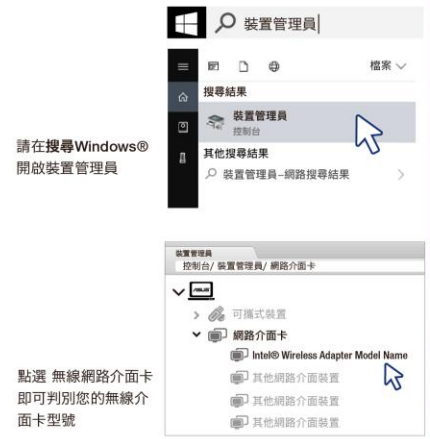 裝置管理員
檔案
搜尋結果
裝置管理員
控制台
其他搜尋結果
裝置管理員–網路搜尋結果
請在搜尋Windows®
開啟裝置管理員
裝置管理員
控制台/ 裝置管理員/ 網路介面卡
ASUS
可攜式裝置
網路介面卡
Intel® Wireless Adapter Model Name
其他網路介面裝置
其他網路介面裝置
其他網路介面裝置
點選 無線網路介面卡
即可判別您的無線介
面卡型號